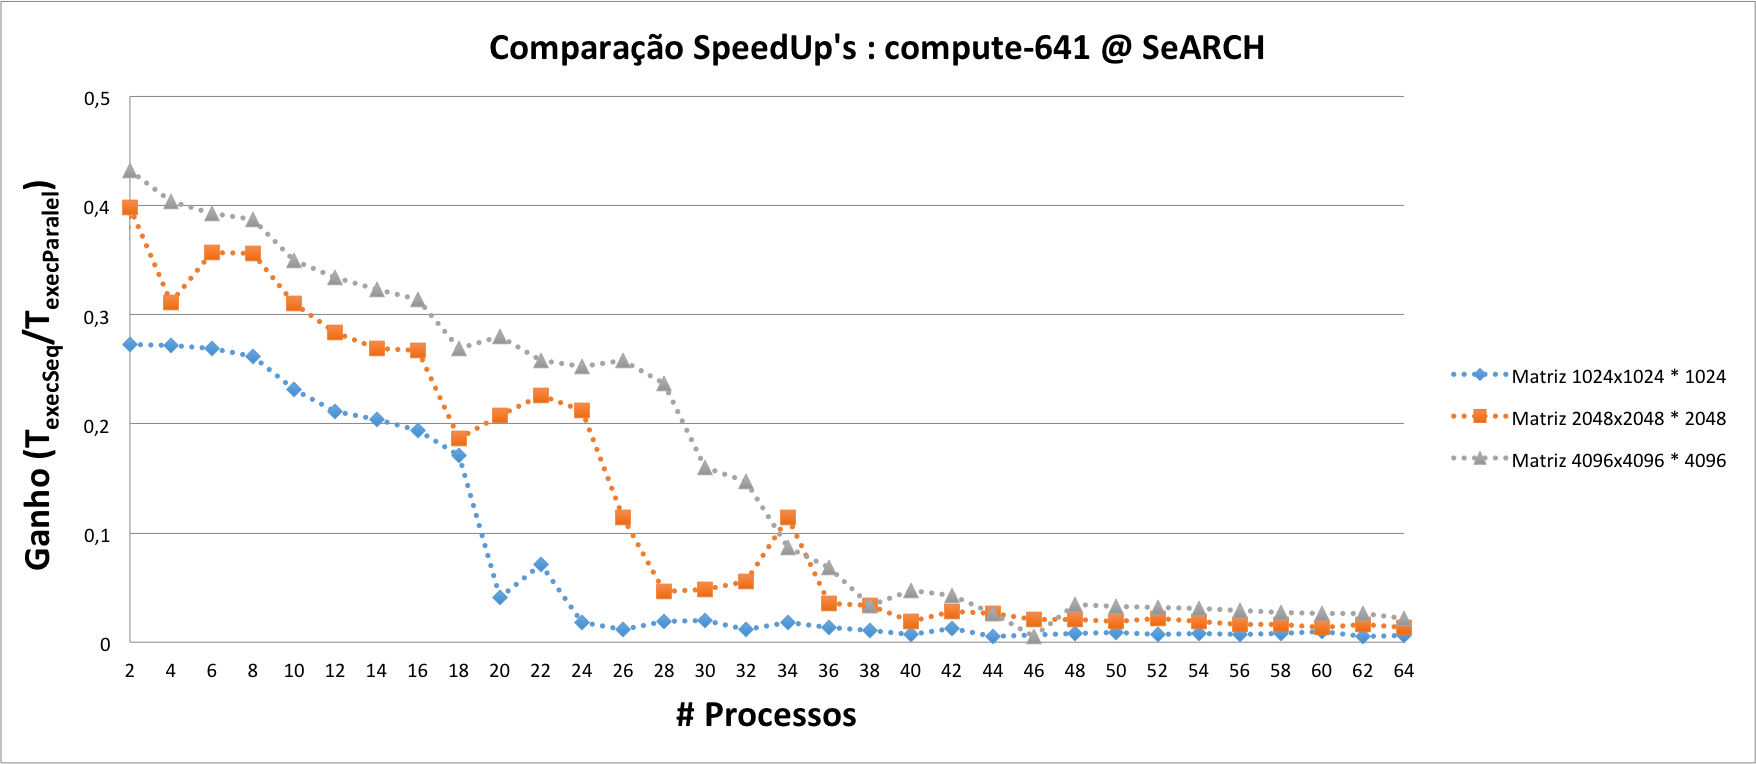 Comparação SpeedUp's : compute-641 @ SeARCH
Ganho (TexecSeq/TexecParalel)
0,5
0,4
0,3
0,2
0,1
0
2 4 6 8 10 12 14 16 18 20 22 24 26 28 30 32 34 36 38 40 42 44 46 48 50 52 54 56 58 60 62 64
# Processos
Matriz 1024x1024 * 1024
Matriz 2048x2048 * 2048
Matriz 4096x4096 * 4096